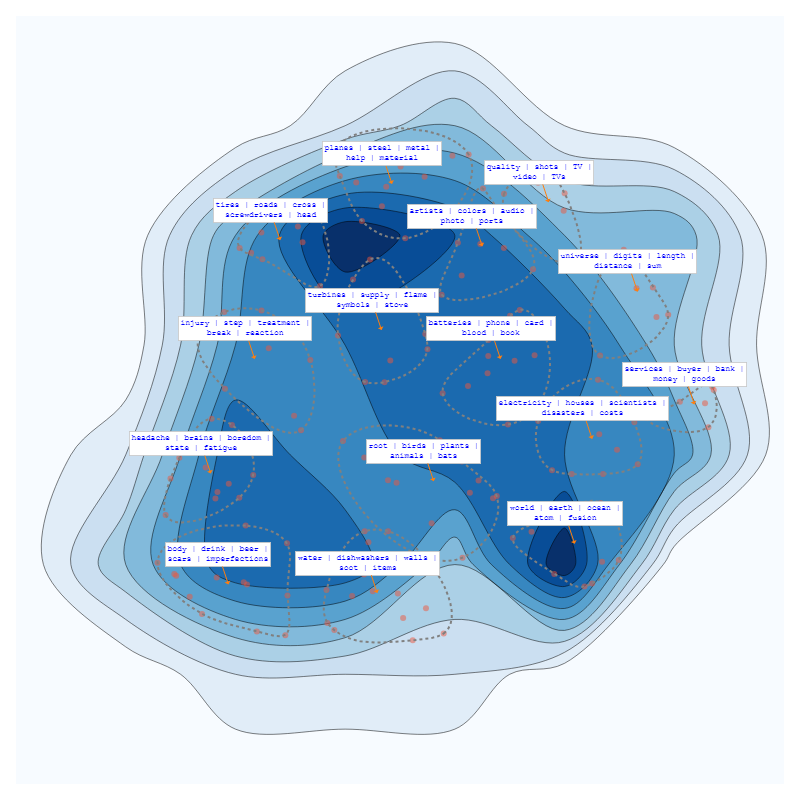 planes | steel | metal |
help | material
quality | shots | TV |
video | TVs
tires | roads | cross |
screwdrivers | head
artists | colors | audio |
photo | ports
universe | digits | length |
distance | sum
turbines | supply | flame |
symbols | stove
injury | step | treatment |
break | reaction
batteries | phone | card |
blood | book
services | buyer | bank |
money | goods
electricity | houses | scientists |
disasters | costs
headache | brains | boredom |
state | fatigue
root | birds | plants |
animals | bats
world | earth | ocean |
atom | fusion
body | drink | beer |
scars | imperfections
water | dishwashers | walls |
soot | items